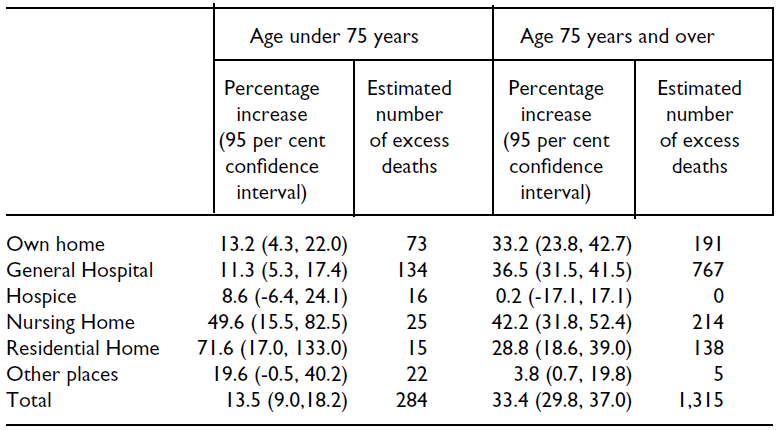 Age under 75 years Age 75 years and over
Percentage Estimated Percentage Estimated
increase number increase number
(95 per cent of excess (95 per cent of excess
confidence deaths confidence deaths
interval) interval)
Own home 13.2 (4.3, 22.0) 73 33.2 (23.8, 42.7) 191
General Hospital 11.3 (5.3, 17.4) 134 36.5 (31.5, 41.5) 767
Hospice 8.6 (-6.4, 24.1) 16 0.2 (-17.1, 17.1) 0
Nursing Home 49.6 (15.5, 82.5) 25 42.2 (31.8, 52.4) 214
Residential Home 71.6 (17.0, 133.0) 15 28.8 (18.6, 39.0) 138
Other places 19.6 (-0.5, 40.2) 22 3.8 (0.7, 19.8) 5
Total 13.5 (9.0,18.2) 284 33.4 (29.8, 37.0) 1,315